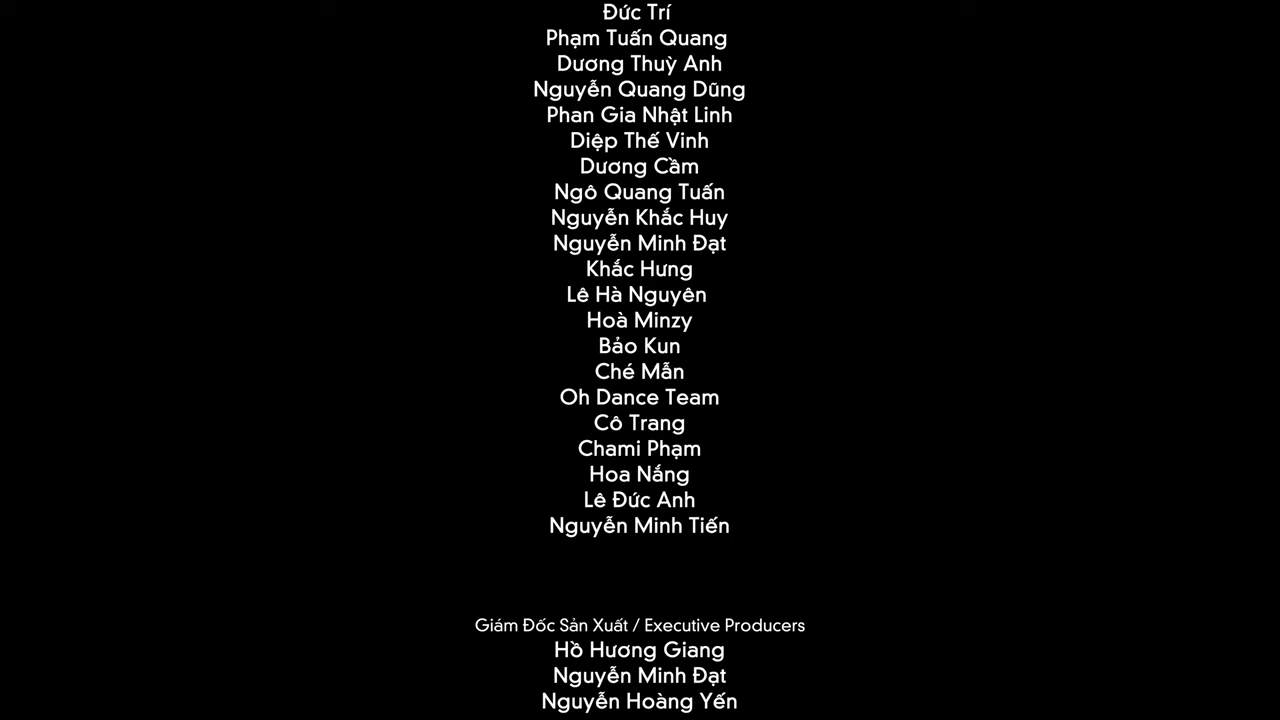 Đức Trí
Phạm Tuấn Quang
Dương Thuỳ Anh
Nguyễn Quang Dũng
Phan Gia Nhật Linh
Diệp Thế Vinh
Dương Cầm
Ngô Quang Tuấn
Nguyễn Khắc Huy
Nguyễn Minh Đạt
Khắc Hưng
Lê Hà Nguyên
Hoà Minzy
Bảo Kun
Ché Mẫn
Oh Dance Team
Cô Trang
Chami Phạm
Hoa Nắng
Lê Đức Anh
Nguyễn Minh Tiến
Giám Đốc Sản Xuất / Executive Producers
Hồ Hương Giang
Nguyễn Minh Đạt
Nguyễn Hoàng Yến